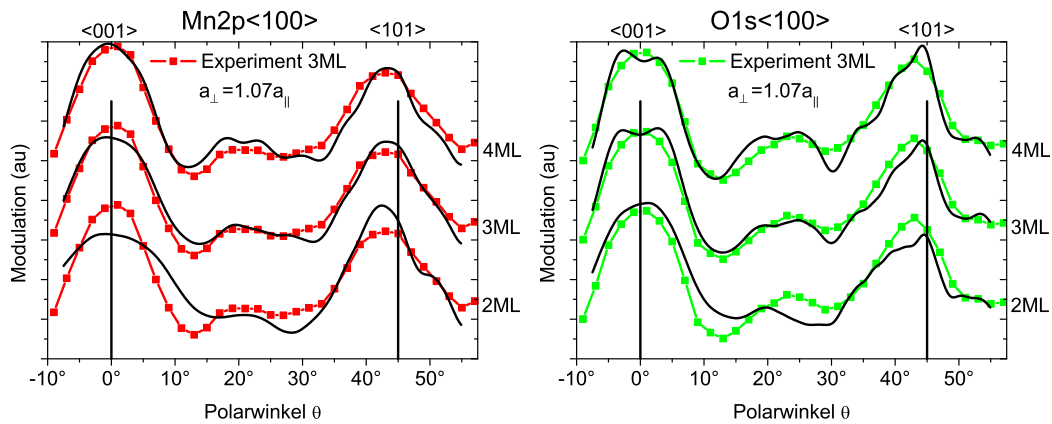 Mn2p<100>
<001>
<101>
Experiment 3ML
a⊥=1.07a||
4ML
3ML
2ML
Modulation (au)
-10° 0° 10° 20° 30° 40° 50°
Polarwinkel θ
O1s<100>
<001>
<101>
Experiment 3ML
a⊥=1.07a||
4ML
3ML
2ML
Modulation (au)
-10° 0° 10° 20° 30° 40° 50°
Polarwinkel θ